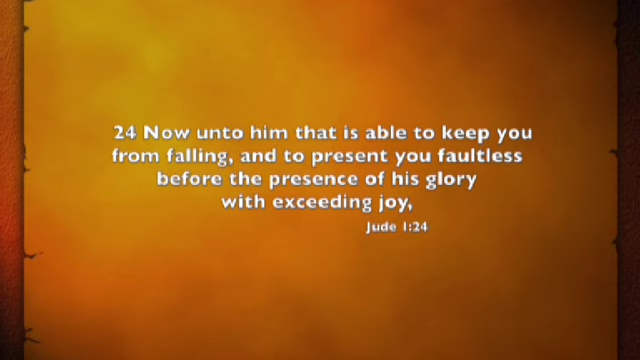 24 Now unto him that is able to keep you
from falling, and to present you faultless
before the presence of his glory
with exceeding joy,
Jude 1:24